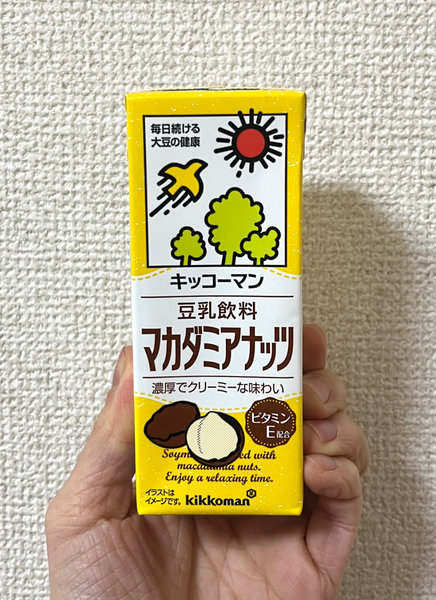 毎日続ける
大豆の健康
キッコーマン
豆乳飲料
マカダミアナッツ
濃厚でクリーミーな味わい
ビタミン
E配合
with
macadamia nuts.
Enjoy a relaxing time.
イラストは
イメージです。
kikkoman